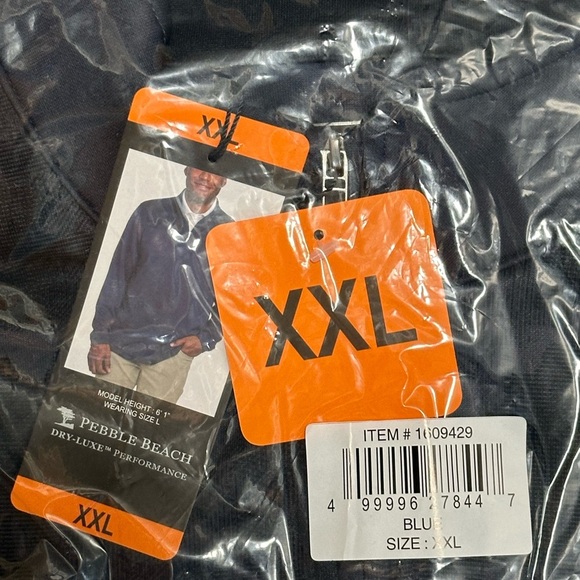 XXL
XXL
MODEL HEIGHT : 6' 1"
WEARING SIZE L
PEBBLE BEACH
DRY-LUXE™ PERFORMANCE
XXL
ITEM # 1609429
4 99996 27844 7
BLUE
SIZE : XXL